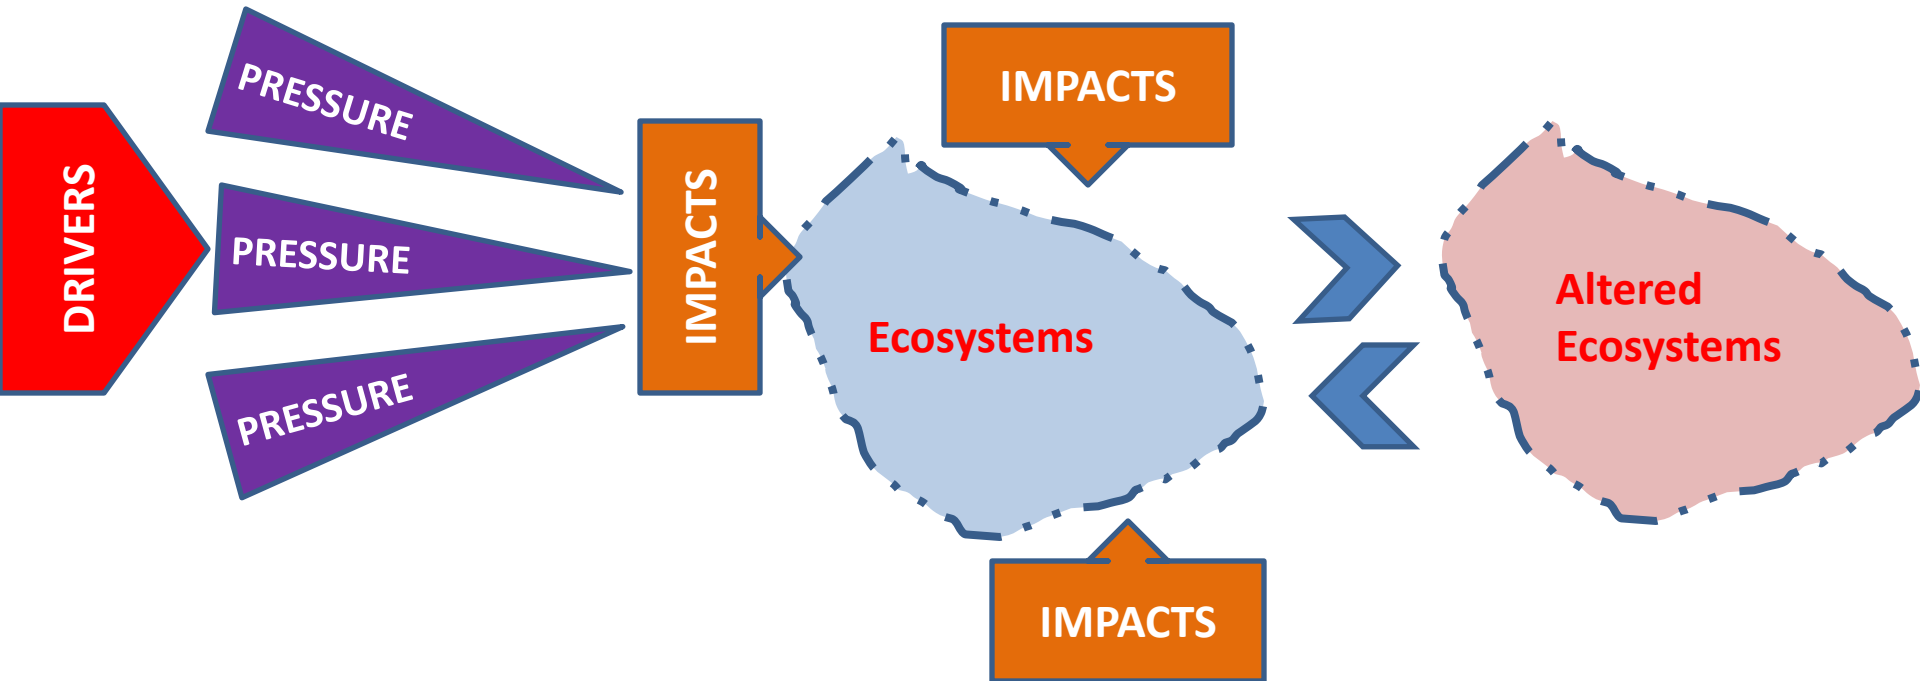 DRIVERS
PRESSURE
PRESSURE
PRESSURE
IMPACTS
IMPACTS
Ecosystems
IMPACTS
Altered
Ecosystems